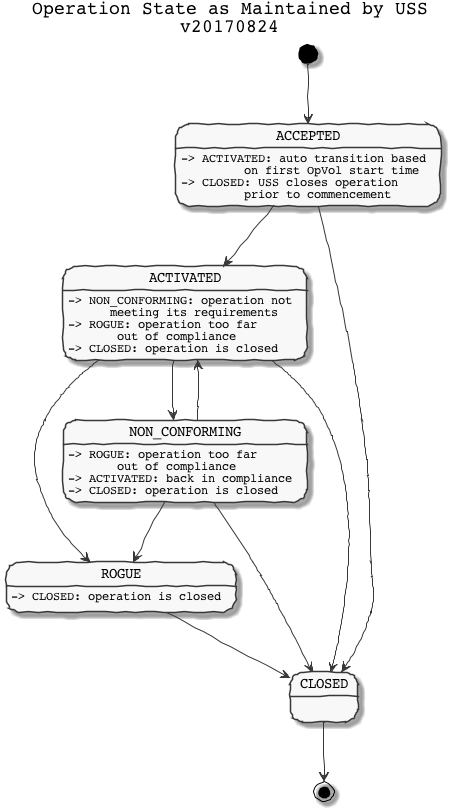 Operation State as Maintained by USS
v20170824
ACCEPTED
-> ACTIVATED: auto transition based
on first OpVol start time
-> CLOSED: USS closes operation
prior to commencement
ACTIVATED
-> NON_CONFORMING: operation not
meeting its requirements
-> ROGUE: operation too far
out of compliance
-> CLOSED: operation is closed
NON_CONFORMING
-> ROGUE: operation too far
out of compliance
-> ACTIVATED: back in compliance
-> CLOSED: operation is closed
ROGUE
-> CLOSED: operation is closed
CLOSED